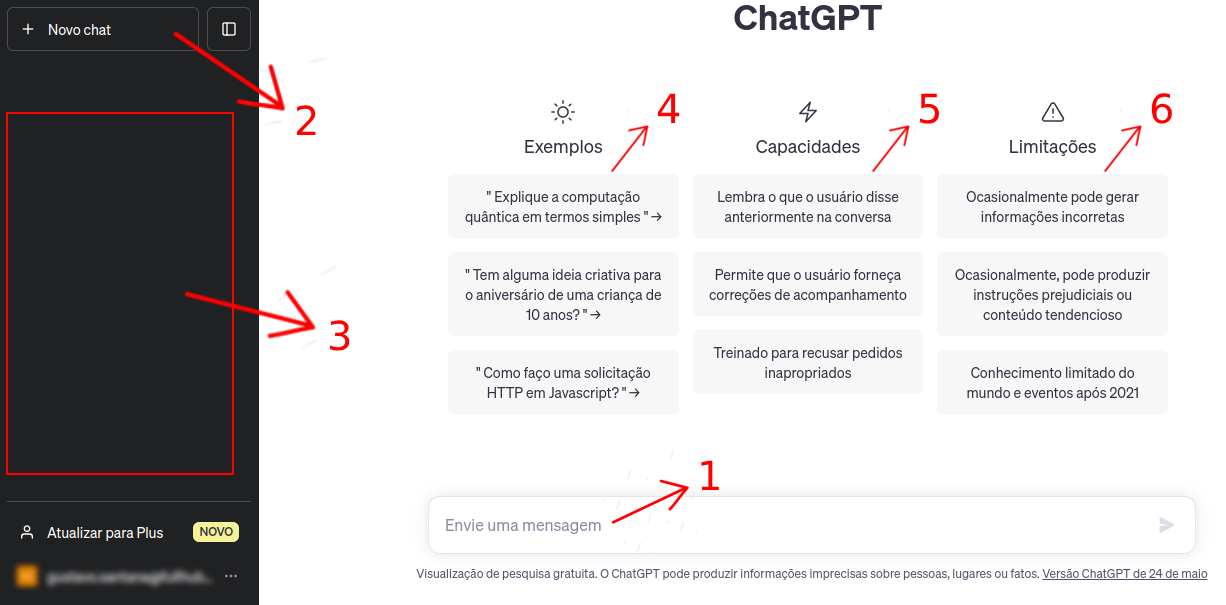 Novo chat
2
3
Atualizar para Plus NOVO
ChatGPT
4
Exemplos
" Explique a computação
quântica em termos simples " →
" Tem alguma ideia criativa para
o aniversário de uma criança de
10 anos? " →
" Como faço uma solicitação
HTTP em Javascript? " →
5
Capacidades
Lembra o que o usuário disse
anteriormente na conversa
Permite que o usuário forneça
correções de acompanhamento
Treinado para recusar pedidos
inapropriados
6
Limitações
Ocasionalmente pode gerar
informações incorretas
Ocasionalmente, pode produzir
instruções prejudiciais ou
conteúdo tendencioso
Conhecimento limitado do
mundo e eventos após 2021
1
Envie uma mensagem
Visualização de pesquisa gratuita. O ChatGPT pode produzir informações imprecisas sobre pessoas, lugares ou fatos. Versão ChatGPT de 24 de maio